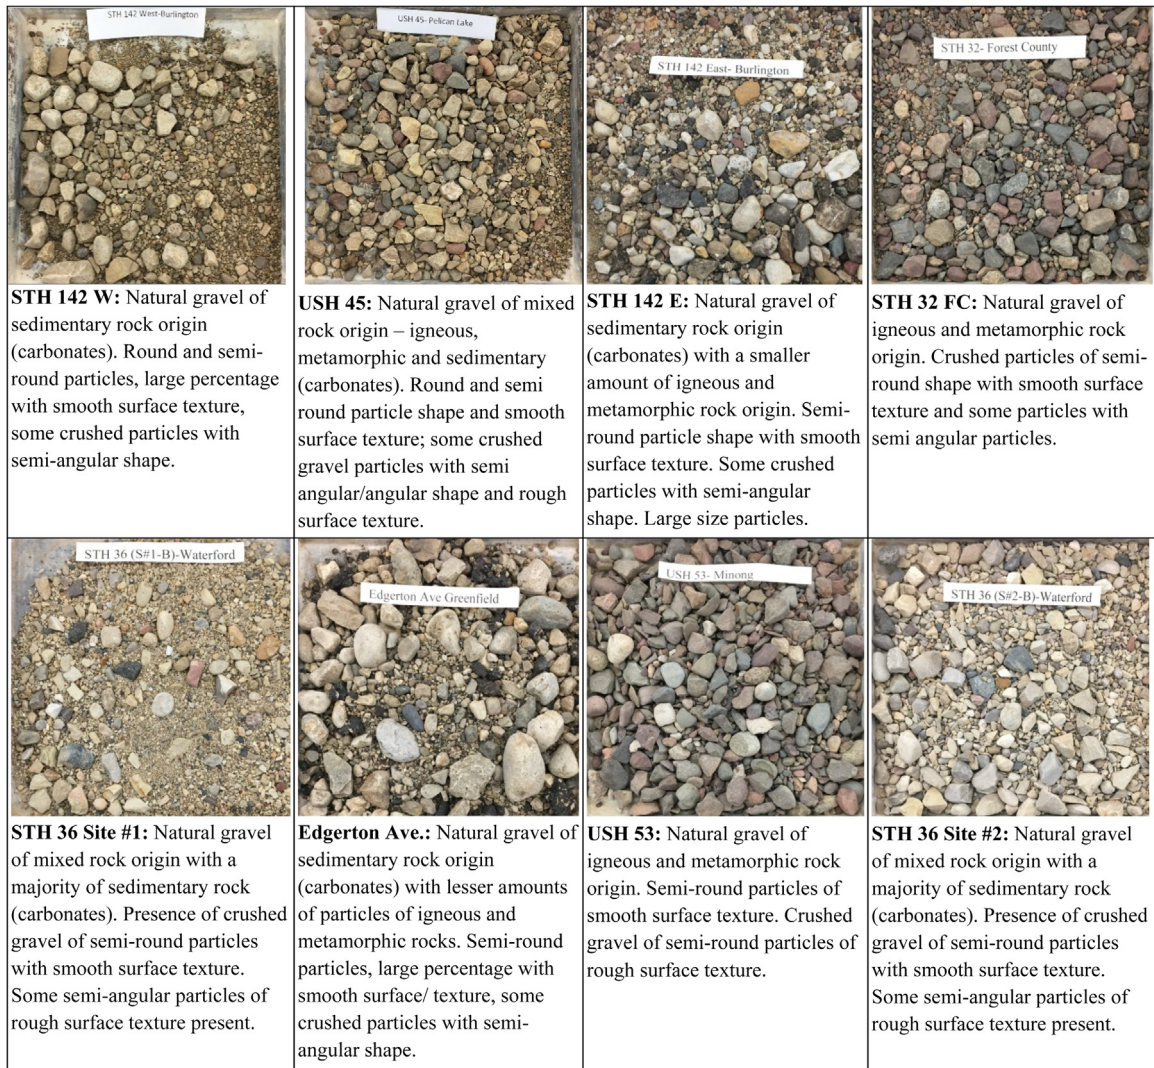 STH 142 West-Burlington
STH 142 W: Natural gravel of
sedimentary rock origin
(carbonates). Round and semi-
round particles, large percentage
with smooth surface texture,
some crushed particles with
semi-angular shape.
USH 45- Pelican Lake
USH 45: Natural gravel of mixed
rock origin – igneous,
metamorphic and sedimentary
(carbonates). Round and semi
round particle shape and smooth
surface texture; some crushed
gravel particles with semi
angular/angular shape and rough
surface texture.
STH 142 East- Burlington
STH 142 E: Natural gravel of
sedimentary rock origin
(carbonates) with a smaller
amount of igneous and
metamorphic rock origin. Semi-
round particle shape with smooth
surface texture. Some crushed
particles with semi-angular
shape. Large size particles.
STH 32- Forest County
STH 32 FC: Natural gravel of
igneous and metamorphic rock
origin. Crushed particles of semi-
round shape with smooth surface
texture and some particles with
semi angular particles.
STH 36 (S#1-B)-Waterford
STH 36 Site #1: Natural gravel
of mixed rock origin with a
majority of sedimentary rock
(carbonates). Presence of crushed
gravel of semi-round particles
with smooth surface texture.
Some semi-angular particles of
rough surface texture present.
Edgerton Ave Greenfield
Edgerton Ave.: Natural gravel of
sedimentary rock origin
(carbonates) with lesser amounts
of particles of igneous and
metamorphic rocks. Semi-round
particles, large percentage with
smooth surface/ texture, some
crushed particles with semi-
angular shape.
USH 53- Minong
USH 53: Natural gravel of
igneous and metamorphic rock
origin. Semi-round particles of
smooth surface texture. Crushed
gravel of semi-round particles of
rough surface texture.
STH 36 (S#2-B)-Waterford
STH 36 Site #2: Natural gravel
of mixed rock origin with a
majority of sedimentary rock
(carbonates). Presence of crushed
gravel of semi-round particles
with smooth surface texture.
Some semi-angular particles of
rough surface texture present.